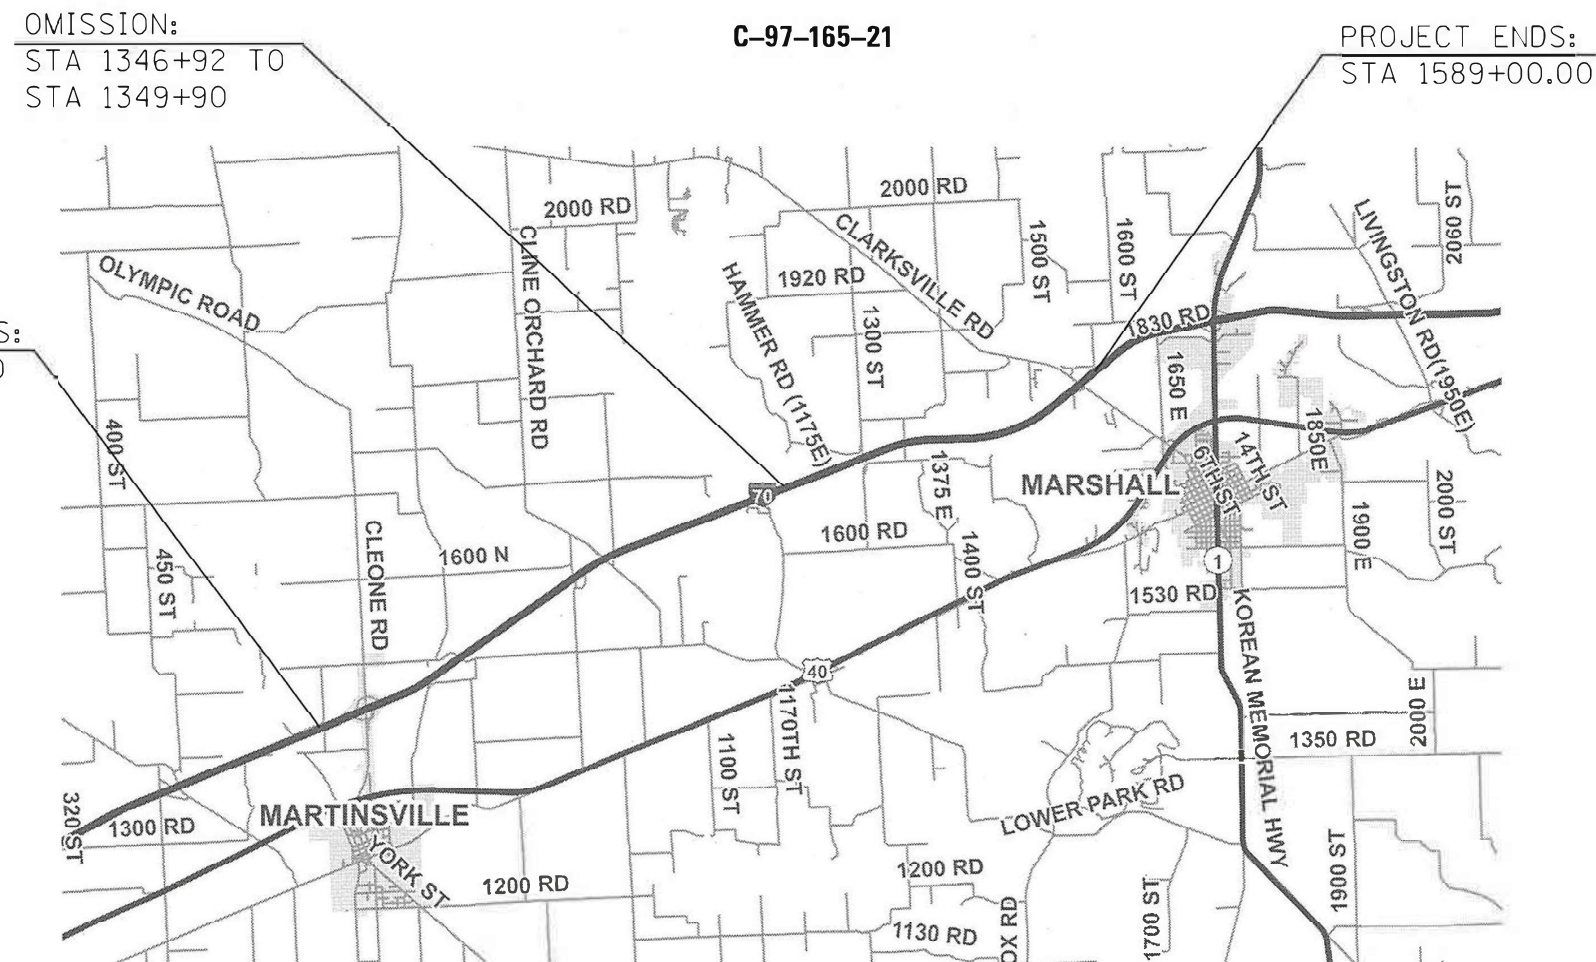 OMISSION:
STA 1346+92 TO
STA 1349+90
C-97-165-21
PROJECT ENDS:
STA 1589+00.00
S:
0
2000 RD
2000 RD
CLARKSVILLE RD
1920 RD
1500 ST
1600 ST
LIVINGSTON RD(1950E)
2060 ST
OLYMPIC ROAD
CLINE ORCHARD RD
HAMMER RD (1175E)
1300 ST
1830 RD
1650 E
400 ST
1850E
14TH ST
6TH ST
MARSHALL
1375 E
70
1600 RD
1900 E
2000 ST
450 ST
CLEONE RD
1600 N
1400 ST
1
1530 RD
KOREAN MEMORIAL HWY
40
1170TH ST
1100 ST
2000 E
1350 RD
LOWER PARK RD
320 ST
1300 RD
MARTINSVILLE
YORK ST
1200 RD
1200 RD
1900 ST
1700 ST
OX RD
1130 RD